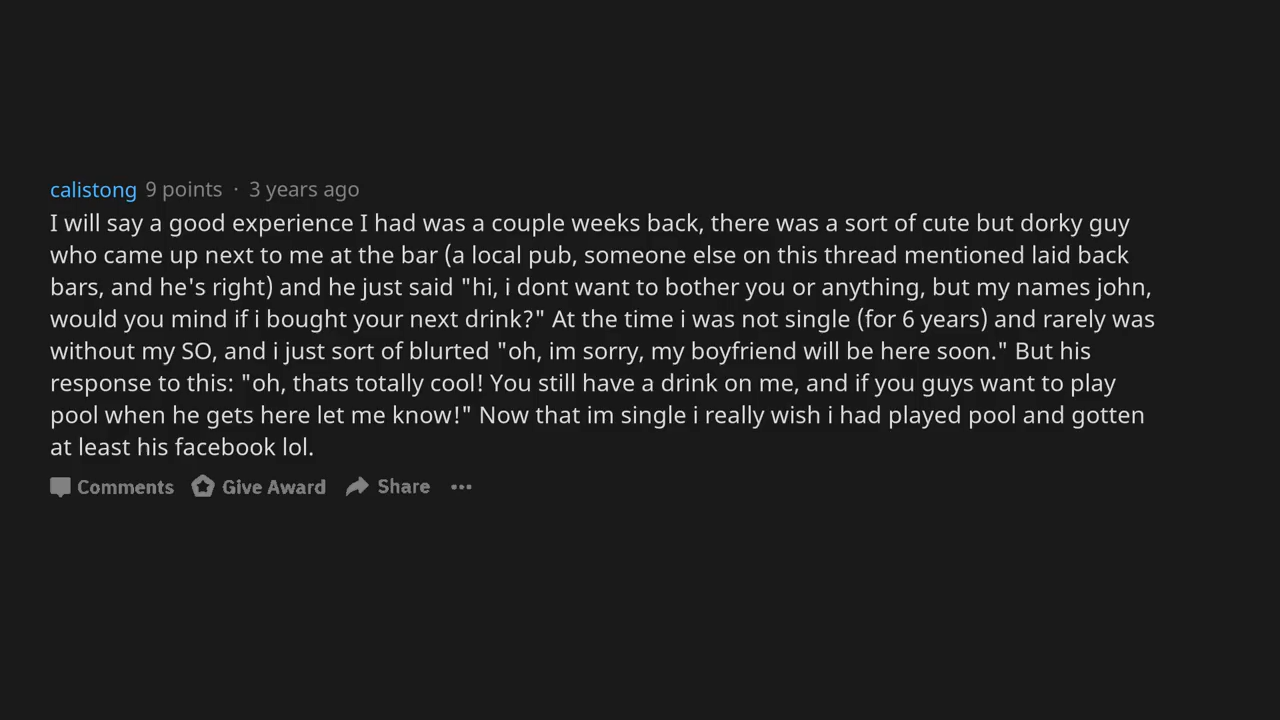 calistong 9 points · 3 years ago
I will say a good experience I had was a couple weeks back, there was a sort of cute but dorky guy
who came up next to me at the bar (a local pub, someone else on this thread mentioned laid back
bars, and he's right) and he just said "hi, i dont want to bother you or anything, but my names john,
would you mind if i bought your next drink?" At the time i was not single (for 6 years) and rarely was
without my SO, and i just sort of blurted "oh, im sorry, my boyfriend will be here soon." But his
response to this: "oh, thats totally cool! You still have a drink on me, and if you guys want to play
pool when he gets here let me know!" Now that im single i really wish i had played pool and gotten
at least his facebook lol.
Comments Give Award Share ···